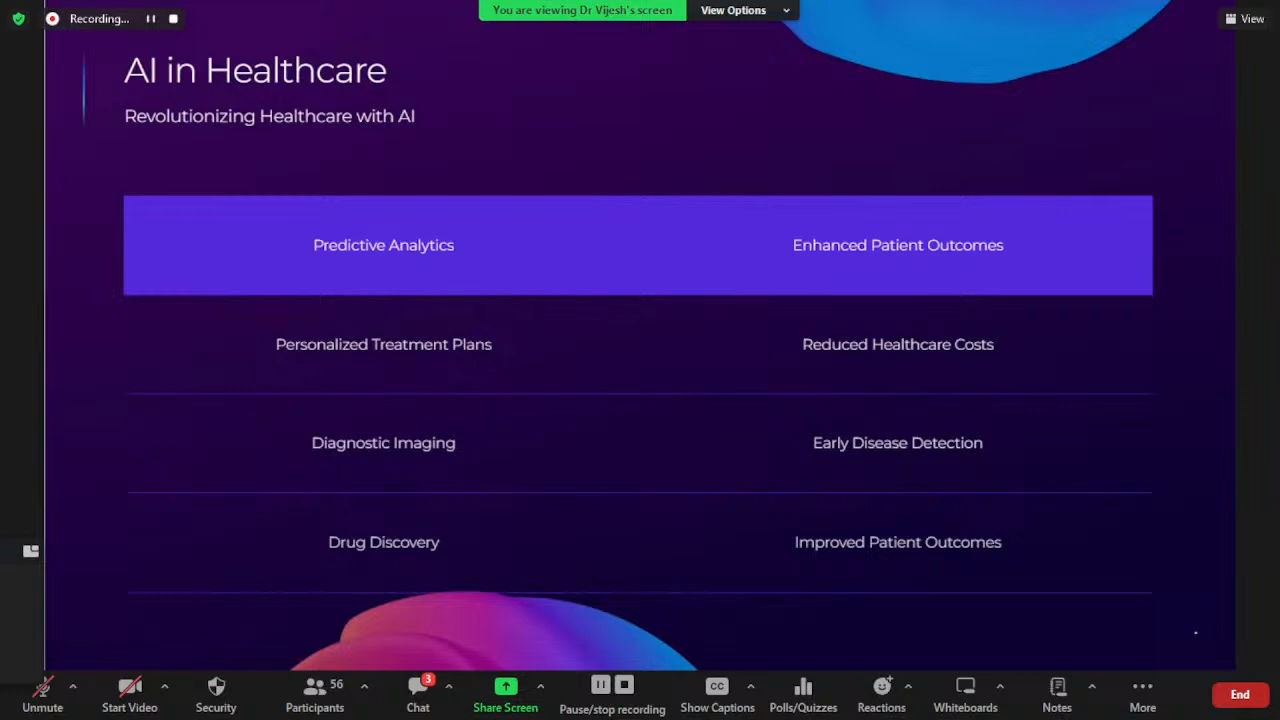 Recording...
You are viewing Dr Vijesh's screen
View Options
View
AI in Healthcare
Revolutionizing Healthcare with AI
Predictive Analytics
Enhanced Patient Outcomes
Personalized Treatment Plans
Reduced Healthcare Costs
Diagnostic Imaging
Early Disease Detection
Drug Discovery
Improved Patient Outcomes
56
3
CC
Unmute
Start Video
Security
Participants
Chat
Share Screen
Pause/stop recording
Show Captions
Polls/Quizzes
Reactions
Whiteboards
Notes
More
End